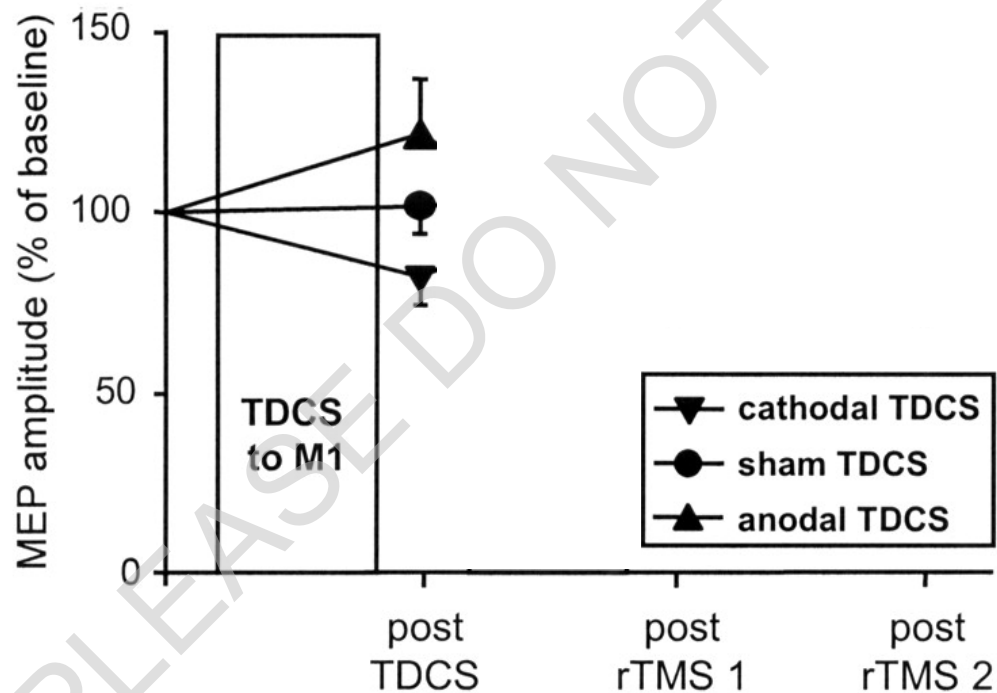 MEP amplitude (% of baseline)
150
100
50
0
TDCS
to M1
cathodal TDCS
sham TDCS
anodal TDCS
post
TDCS
post
rTMS 1
post
rTMS 2
PLEASE DO NOT